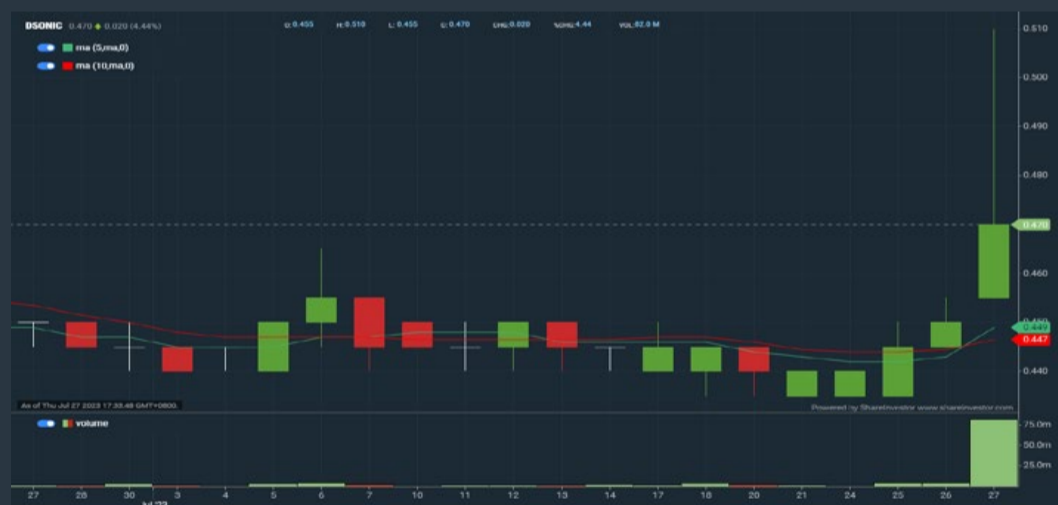 DSONIC 0.470 ♦ 0.020 (4.44%) O: 0.455 H: 0.510 L: 0.455 C: 0.470 CHG: 0.020 %CHG: 4.44 VOL: 82.0 M
ma (5,ma,0)
ma (10,ma,0)
0.510
0.500
0.490
0.480
0.470
0.460
0.450
0.449
0.447
0.440
As of Thu Jul 27 2023 17:33:48 GMT+0800.
Powered by ShareInvestor www.shareinvestor.com
volume
75.0m
50.0m
25.0m
27 28 30 3 4 5 6 7 10 11 12 13 14 17 18 20 21 24 25 26 27
Jul '23